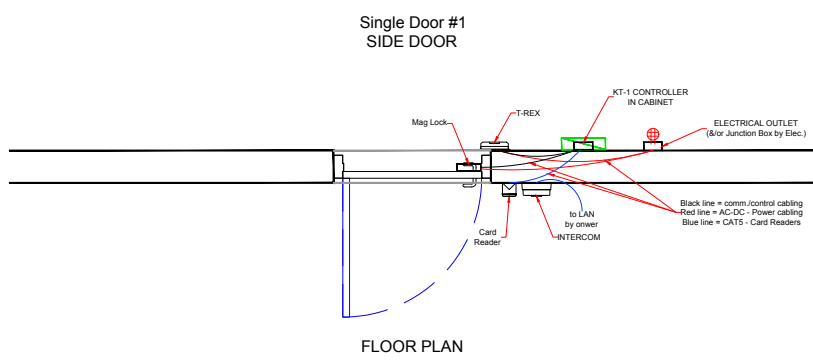 Single Door #1
SIDE DOOR
KT-1 CONTROLLER
IN CABINET
T-REX
Mag Lock
ELECTRICAL OUTLET
(&/or Junction Box by Elec.)
Black line = comm./control cabling
Red line = AC-DC - Power cabling
Blue line = CAT5 - Card Readers
to LAN
by onwer
Card
Reader
INTERCOM
FLOOR PLAN